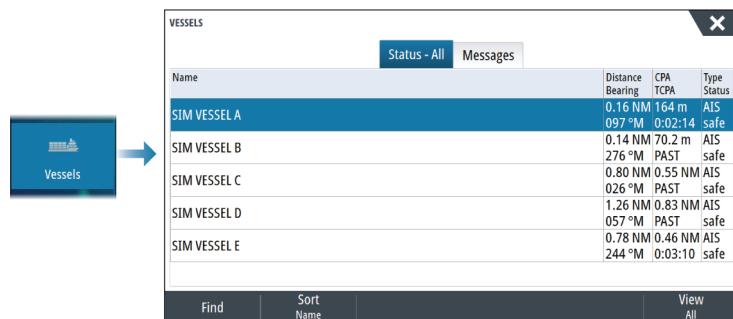 Vessels
VESSELS
Status - All Messages
Name Distance CPA Type
Bearing TCPA Status
SIM VESSEL A 0.16 NM 164 m AIS
097 °M 0:02:14 safe
SIM VESSEL B 0.14 NM 70.2 m AIS
276 °M PAST safe
SIM VESSEL C 0.80 NM 0.55 NM AIS
026 °M PAST safe
SIM VESSEL D 1.26 NM 0.83 NM AIS
057 °M PAST safe
SIM VESSEL E 0.78 NM 0.46 NM AIS
244 °M 0:03:10 safe
Find Sort View
Name All